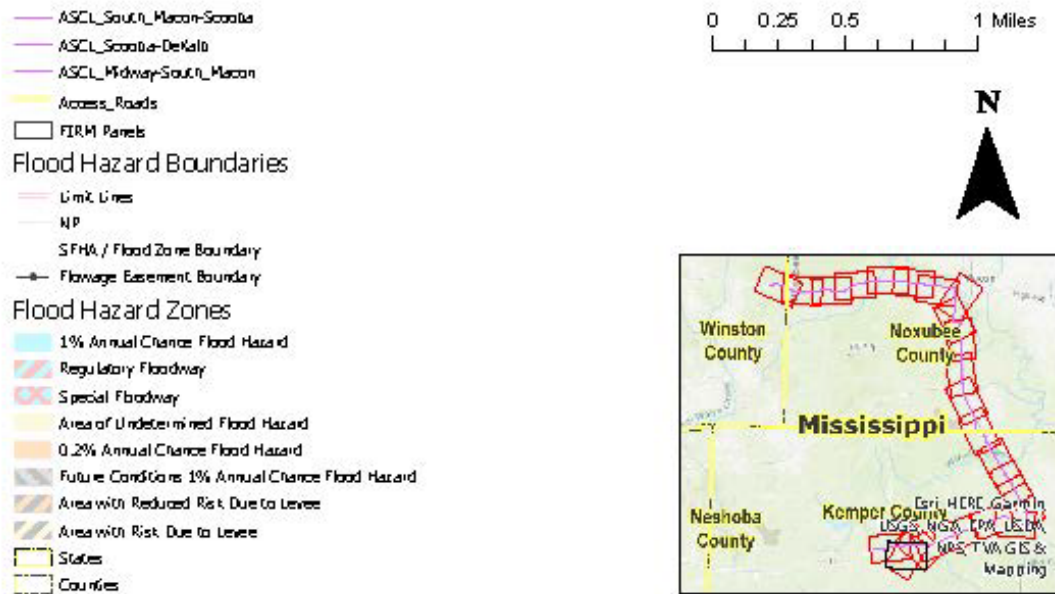 ASCL_South_Macon-Scooba
ASCL_Scooba-DeKalb
ASCL_Midway-South_Macon
Access_Roads
FIRM Panels
Flood Hazard Boundaries
Limit Lines
NP
SFHA / Flood Zone Boundary
Flowage Easement Boundary
Flood Hazard Zones
1% Annual Chance Flood Hazard
Regulatory Floodway
Special Floodway
Area of Undetermined Flood Hazard
0.2% Annual Chance Flood Hazard
Future Conditions 1% Annual Chance Flood Hazard
Area with Reduced Risk Due to Levee
Area with Risk Due to Levee
States
Counties
0 0.25 0.5 1 Miles
N
Winston
County
Noxubee
County
Mississippi
Neshoba
County
Kemper County
Esri, HERE, Garmin
USGS, NGA, EPA, USDA
NPS, TVA GIS &
Mapping